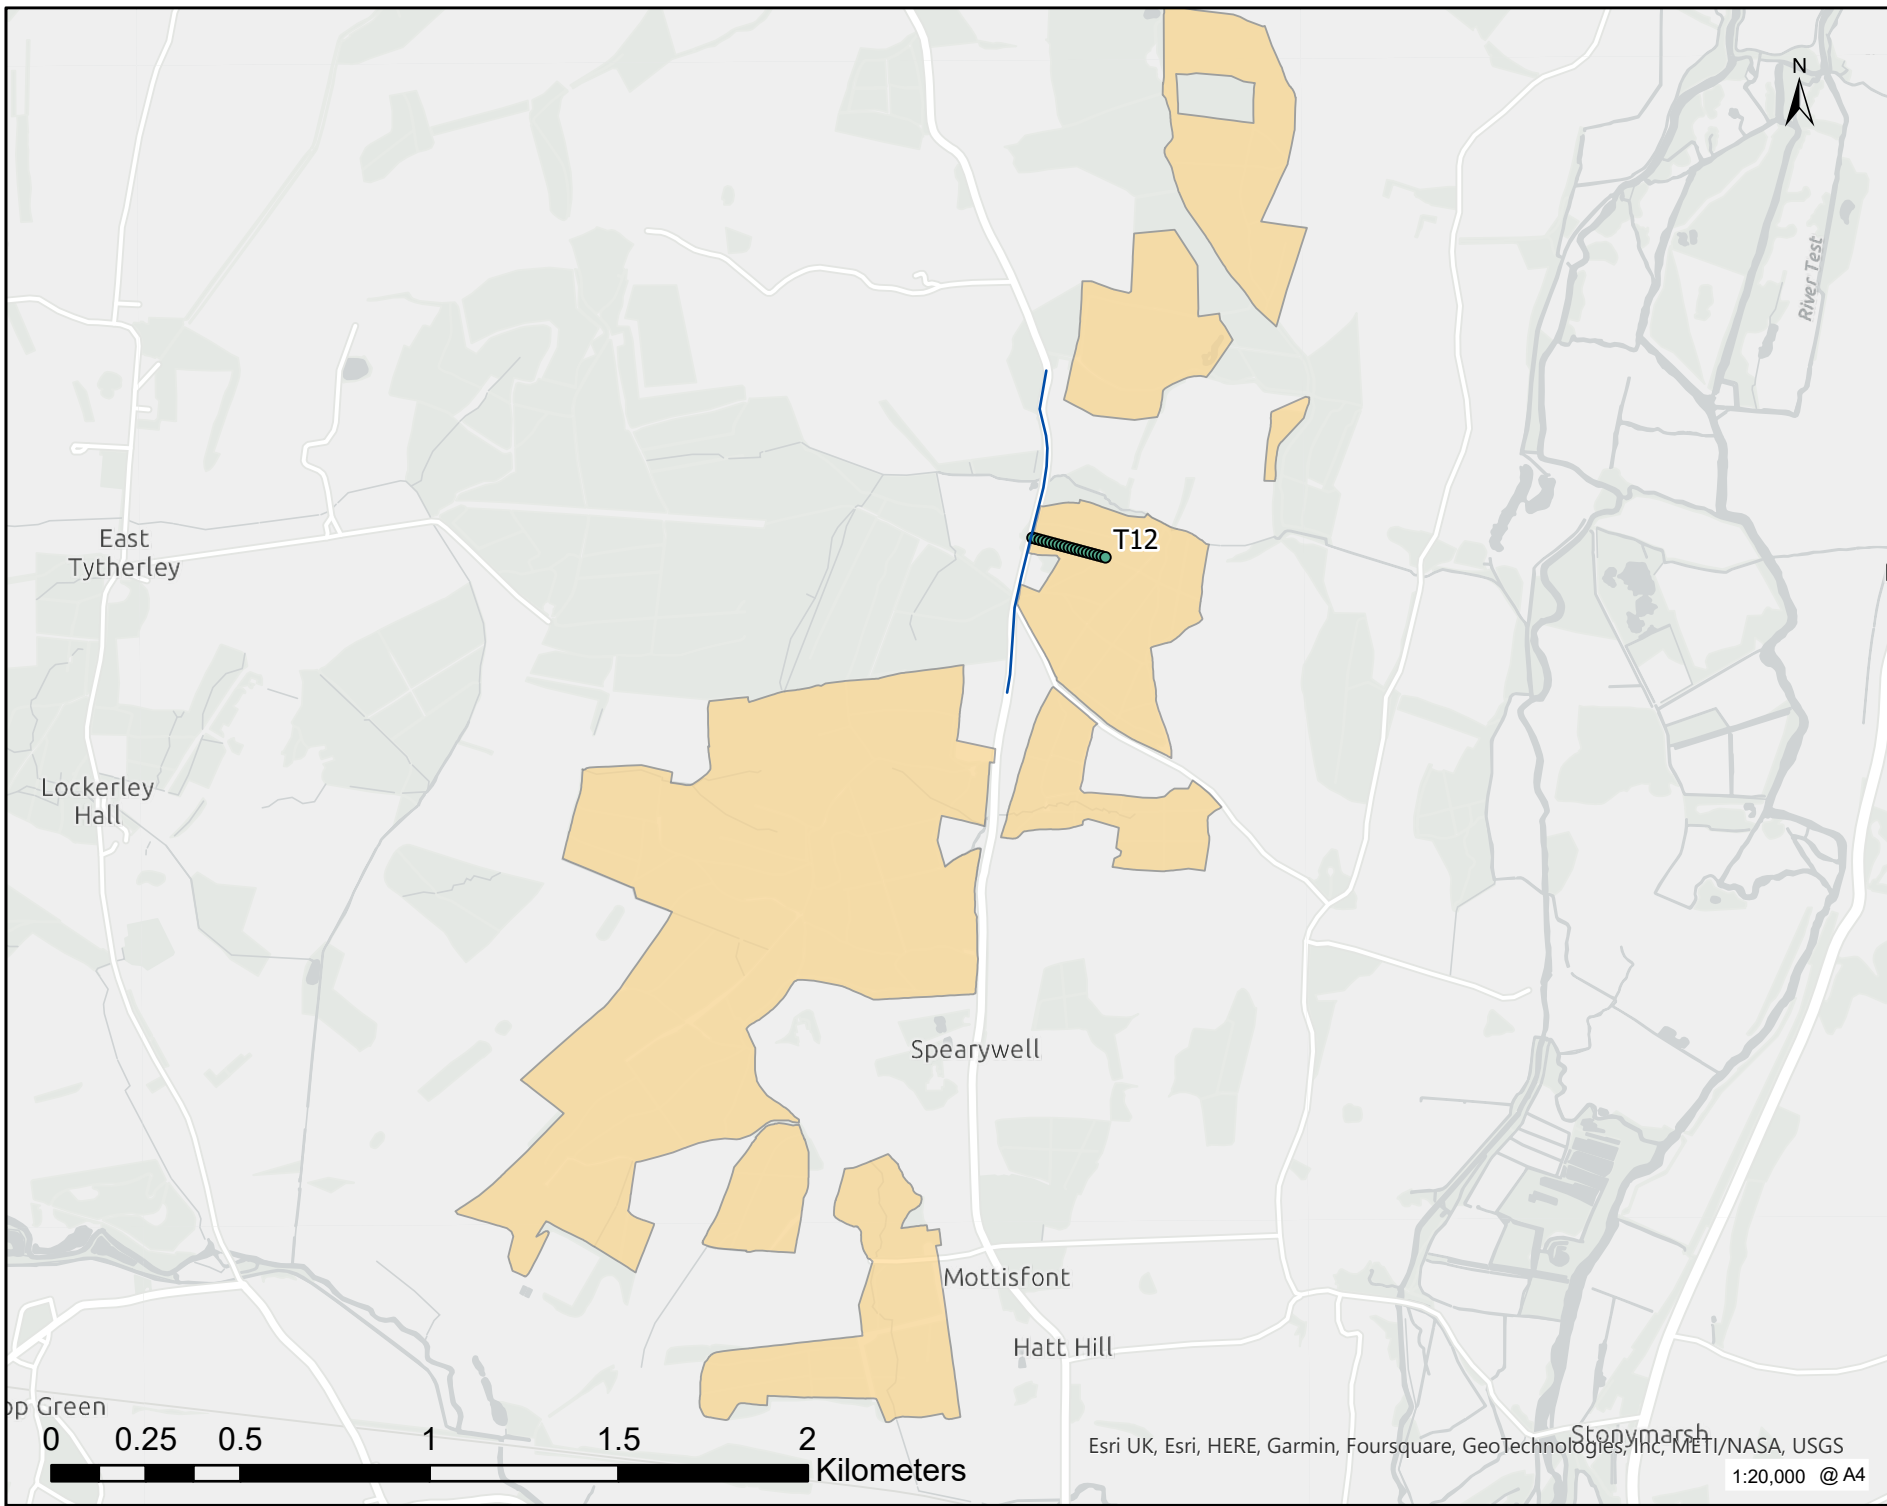 N
River Test
T12
East
Tytherley
Lockerley
Hall
Spearywell
Mottisfont
Hatt Hill
op Green
Stonymarsh
0 0.25 0.5 1 1.5 2
Kilometers
Esri UK, Esri, HERE, Garmin, Foursquare, GeoTechnologies, Inc, METI/NASA, USGS
1:20,000 @ A4